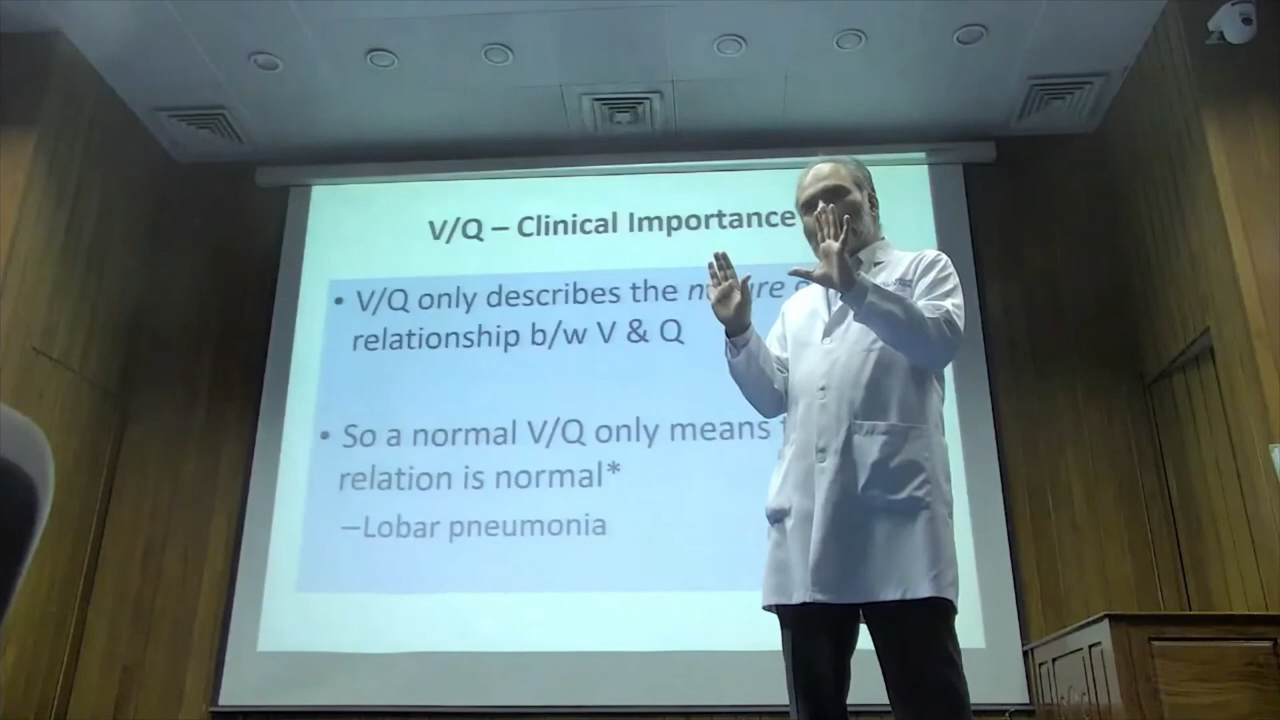 V/Q – Clinical Importance
• V/Q only describes the
relationship b/w V & Q
• So a normal V/Q only means
relation is normal*
–Lobar pneumonia